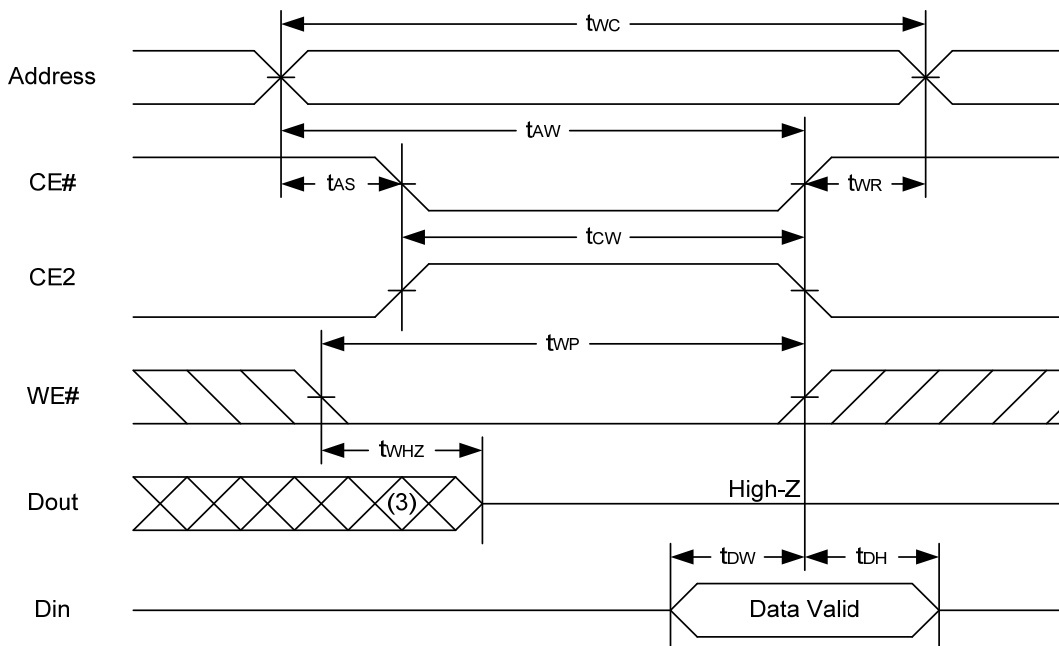 tWC
Address
tAW
CE#
tAS
tWR
tCW
CE2
tWP
WE#
tWHZ
Dout
(3)
High-Z
tDW
tDH
Din
Data Valid